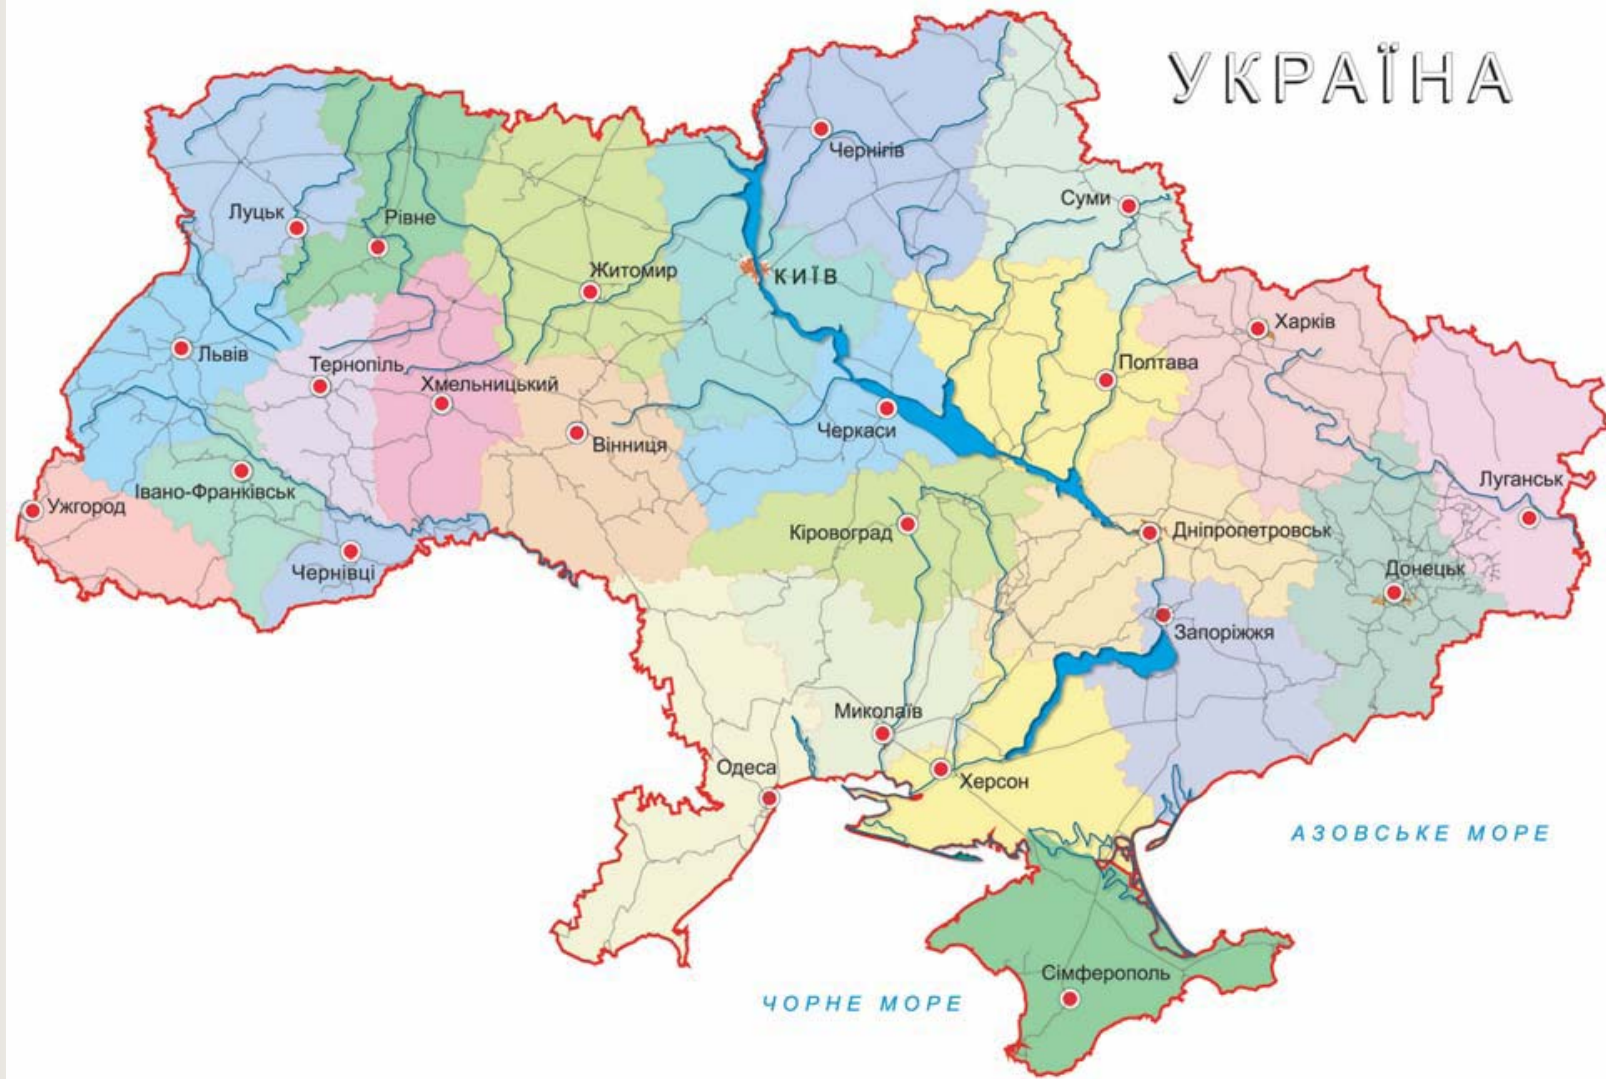 УКРАЇНА
Чернігів
Суми
Луцьк
Рівне
Житомир
КИЇВ
Харків
Львів
Тернопіль
Хмельницький
Полтава
Черкаси
Вінниця
Луганськ
Івано-Франківськ
Ужгород
Кіровоград
Дніпропетровськ
Чернівці
Донецьк
Запоріжжя
Миколаїв
Одеса
Херсон
АЗОВСЬКЕ МОРЕ
Сімферополь
ЧОРНЕ МОРЕ